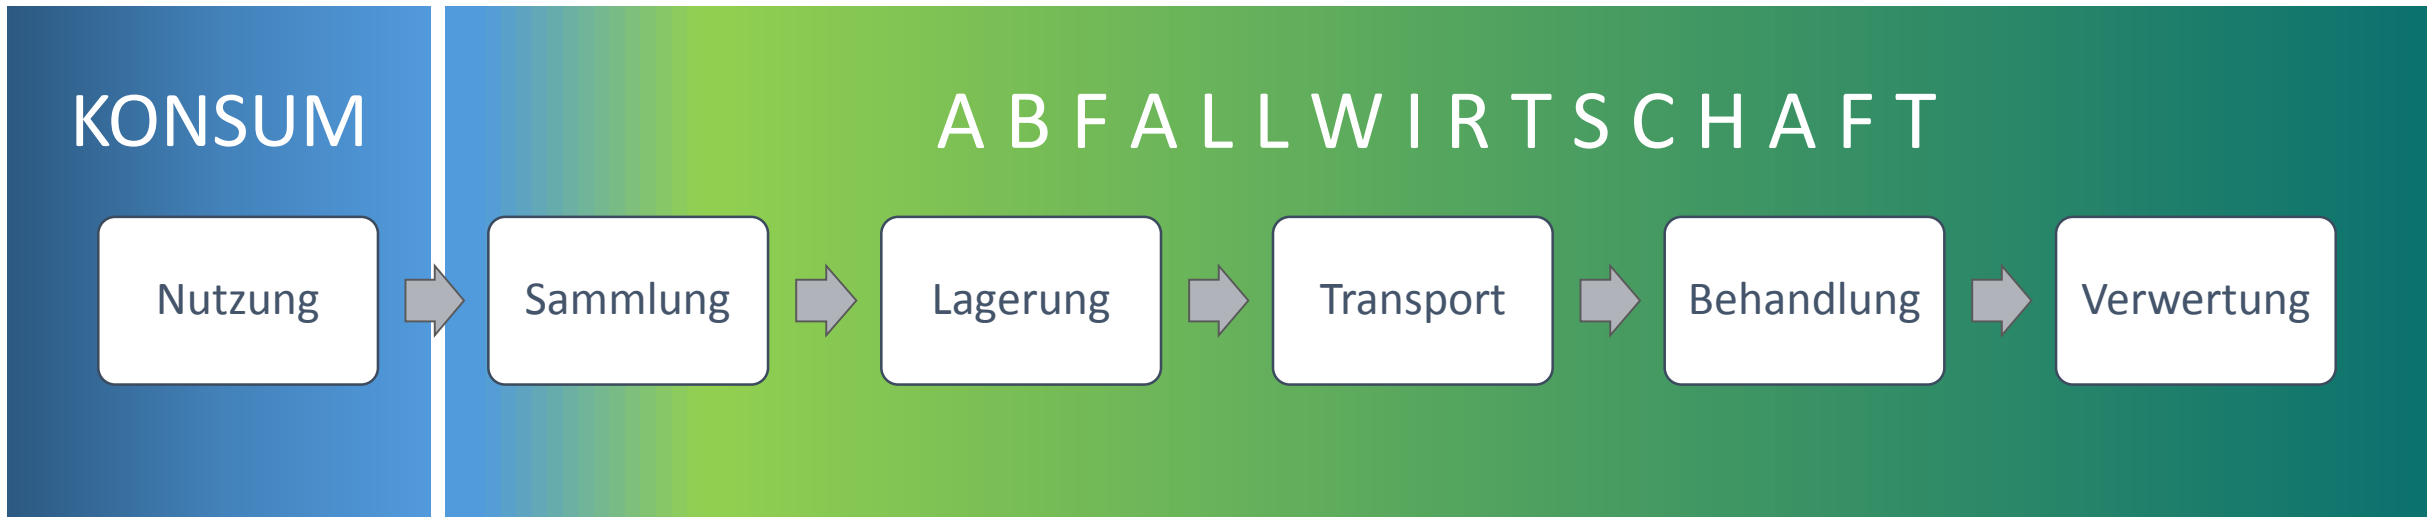 KONSUM
ABFALLWIRTSCHAFT
Nutzung
Sammlung
Lagerung
Transport
Behandlung
Verwertung